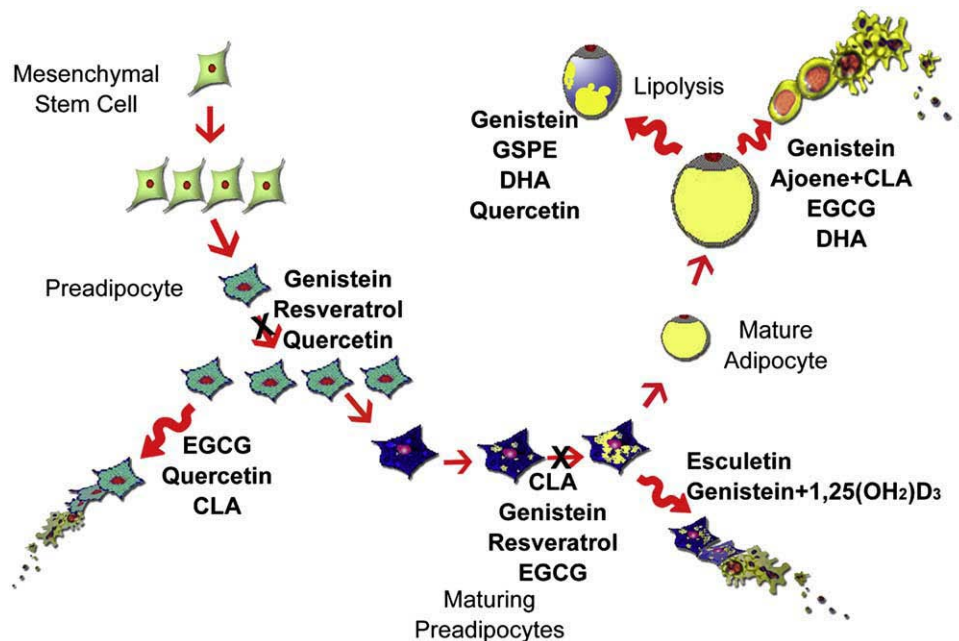 Mesenchymal
Stem Cell
Preadipocyte
Genistein
Resveratrol
Quercetin
X
EGCG
Quercetin
CLA
X
CLA
Genistein
Resveratrol
EGCG
Maturing
Preadipocytes
Esculetin
Genistein+1,25(OH₂)D₃
Mature
Adipocyte
Lipolysis
Genistein
GSPE
DHA
Quercetin
Genistein
Ajoene+CLA
EGCG
DHA